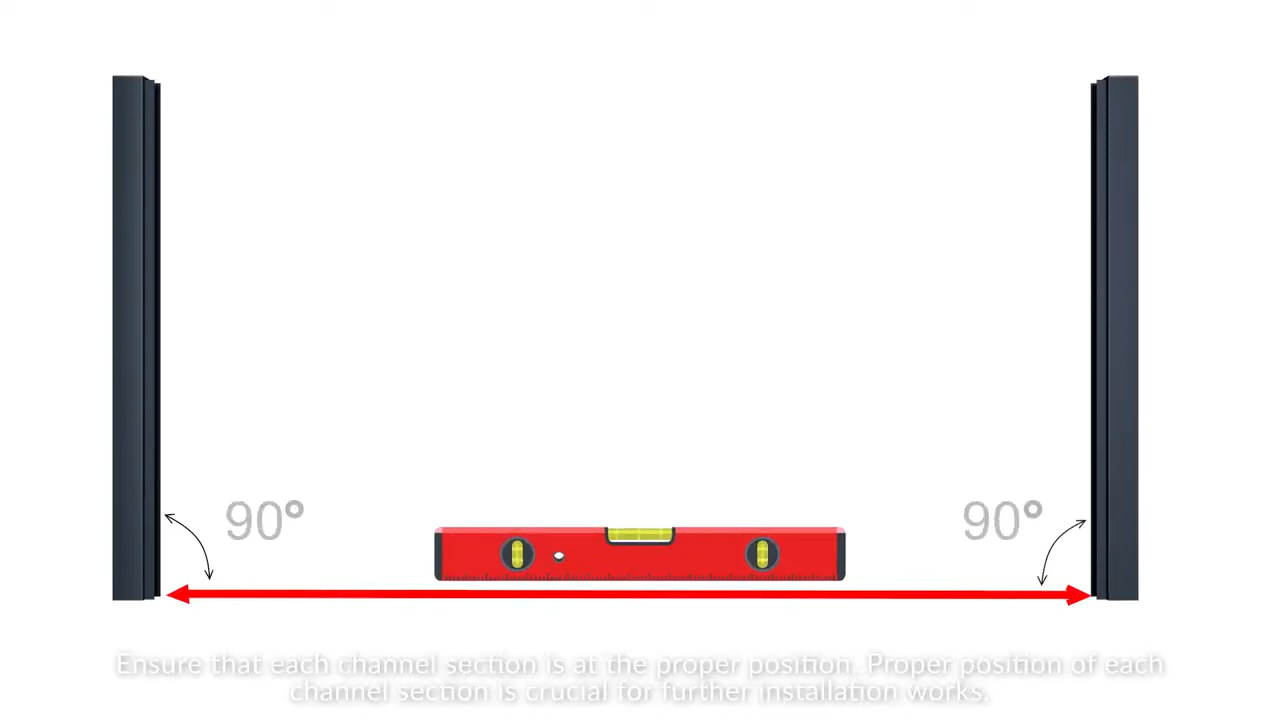 90° 90°
Ensure that each channel section is at the proper position. Proper position of each
channel section is crucial for further installation works.